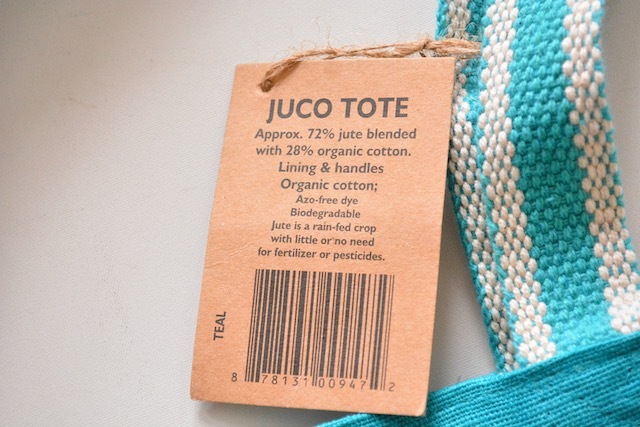 JUCO TOTE
Approx. 72% jute blended
with 28% organic cotton.
Lining & handles
Organic cotton;
Azo-free dye
Biodegradable
Jute is a rain-fed crop
with little or no need
for fertilizer or pesticides.
TEAL
8 78131 00947 2